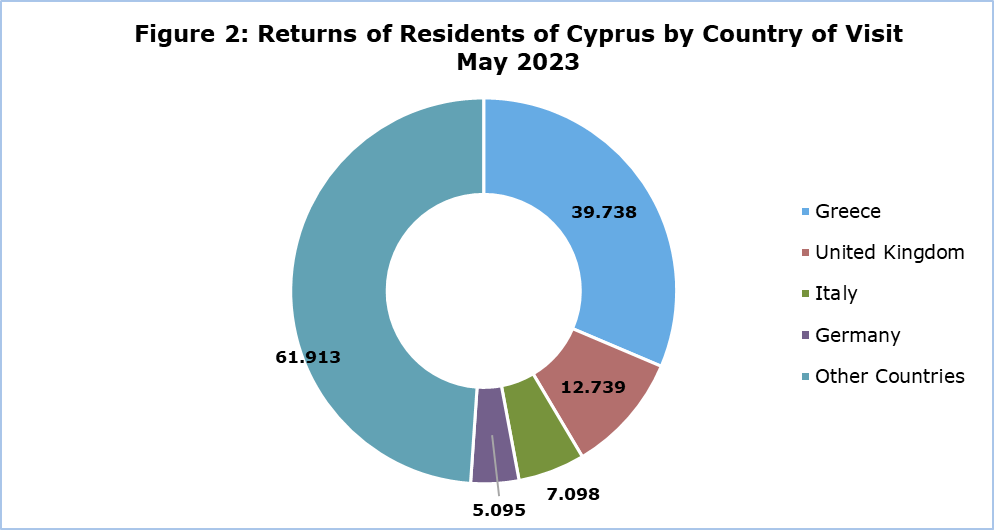 Figure 2: Returns of Residents of Cyprus by Country of Visit
May 2023
39.738
12.739
7.098
5.095
61.913
Greece
United Kingdom
Italy
Germany
Other Countries